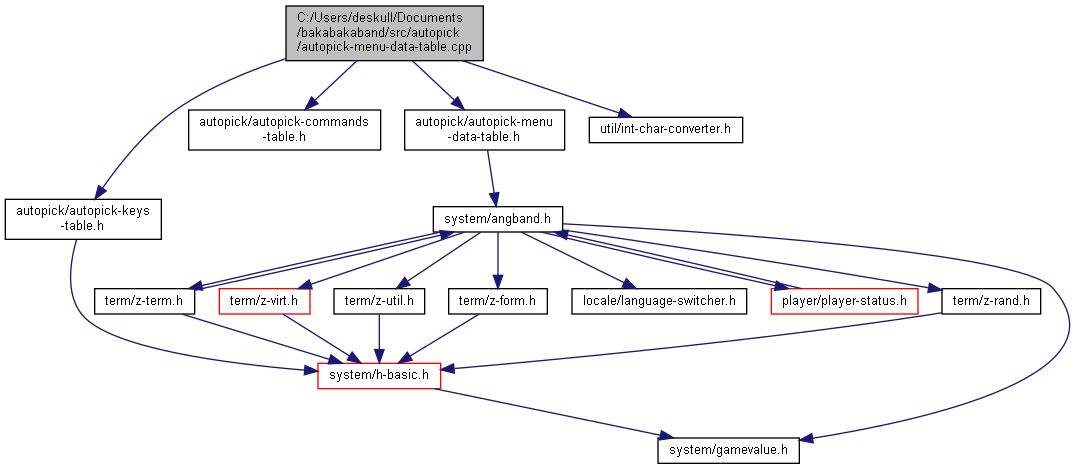 C:/Users/deskull/Documents
/bakabakaband/src/autopick
/autopick-menu-data-table.cpp
autopick/autopick-commands
-table.h
autopick/autopick-menu
-data-table.h
util/int-char-converter.h
autopick/autopick-keys
-table.h
system/angband.h
term/z-term.h
term/z-virt.h
term/z-util.h
term/z-form.h
locale/language-switcher.h
player/player-status.h
term/z-rand.h
system/h-basic.h
system/gamevalue.h